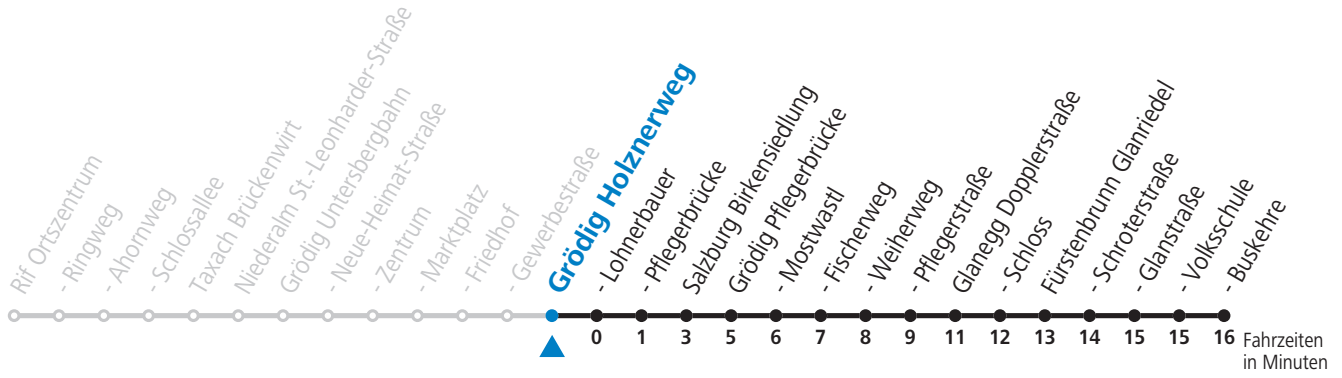 Rif Ortszentrum
- Ringweg
- Ahornweg
- Schlossallee
Taxach Brückenwirt
Niederalm St.-Leonharder-Straße
Grödig Untersbergbahn
- Neue-Heimat-Straße
- Zentrum
- Marktplatz
- Friedhof
- Gewerbestraße
Grödig Holznerweg
- Lohnerbauer
- Pflegerbrücke
Salzburg Birkensiedlung
Grödig Pflegerbrücke
- Mostwastl
- Fischerweg
- Weiherweg
- Pflegerstraße
Glanegg Dopplerstraße
- Schloss
Fürstenbrunn Glanriedel
- Schroterstraße
- Glanstraße
- Volksschule
- Buskehre
0 1 3 5 6 7 8 9 11 12 13 14 15 15 16 Fahrzeiten
in Minuten